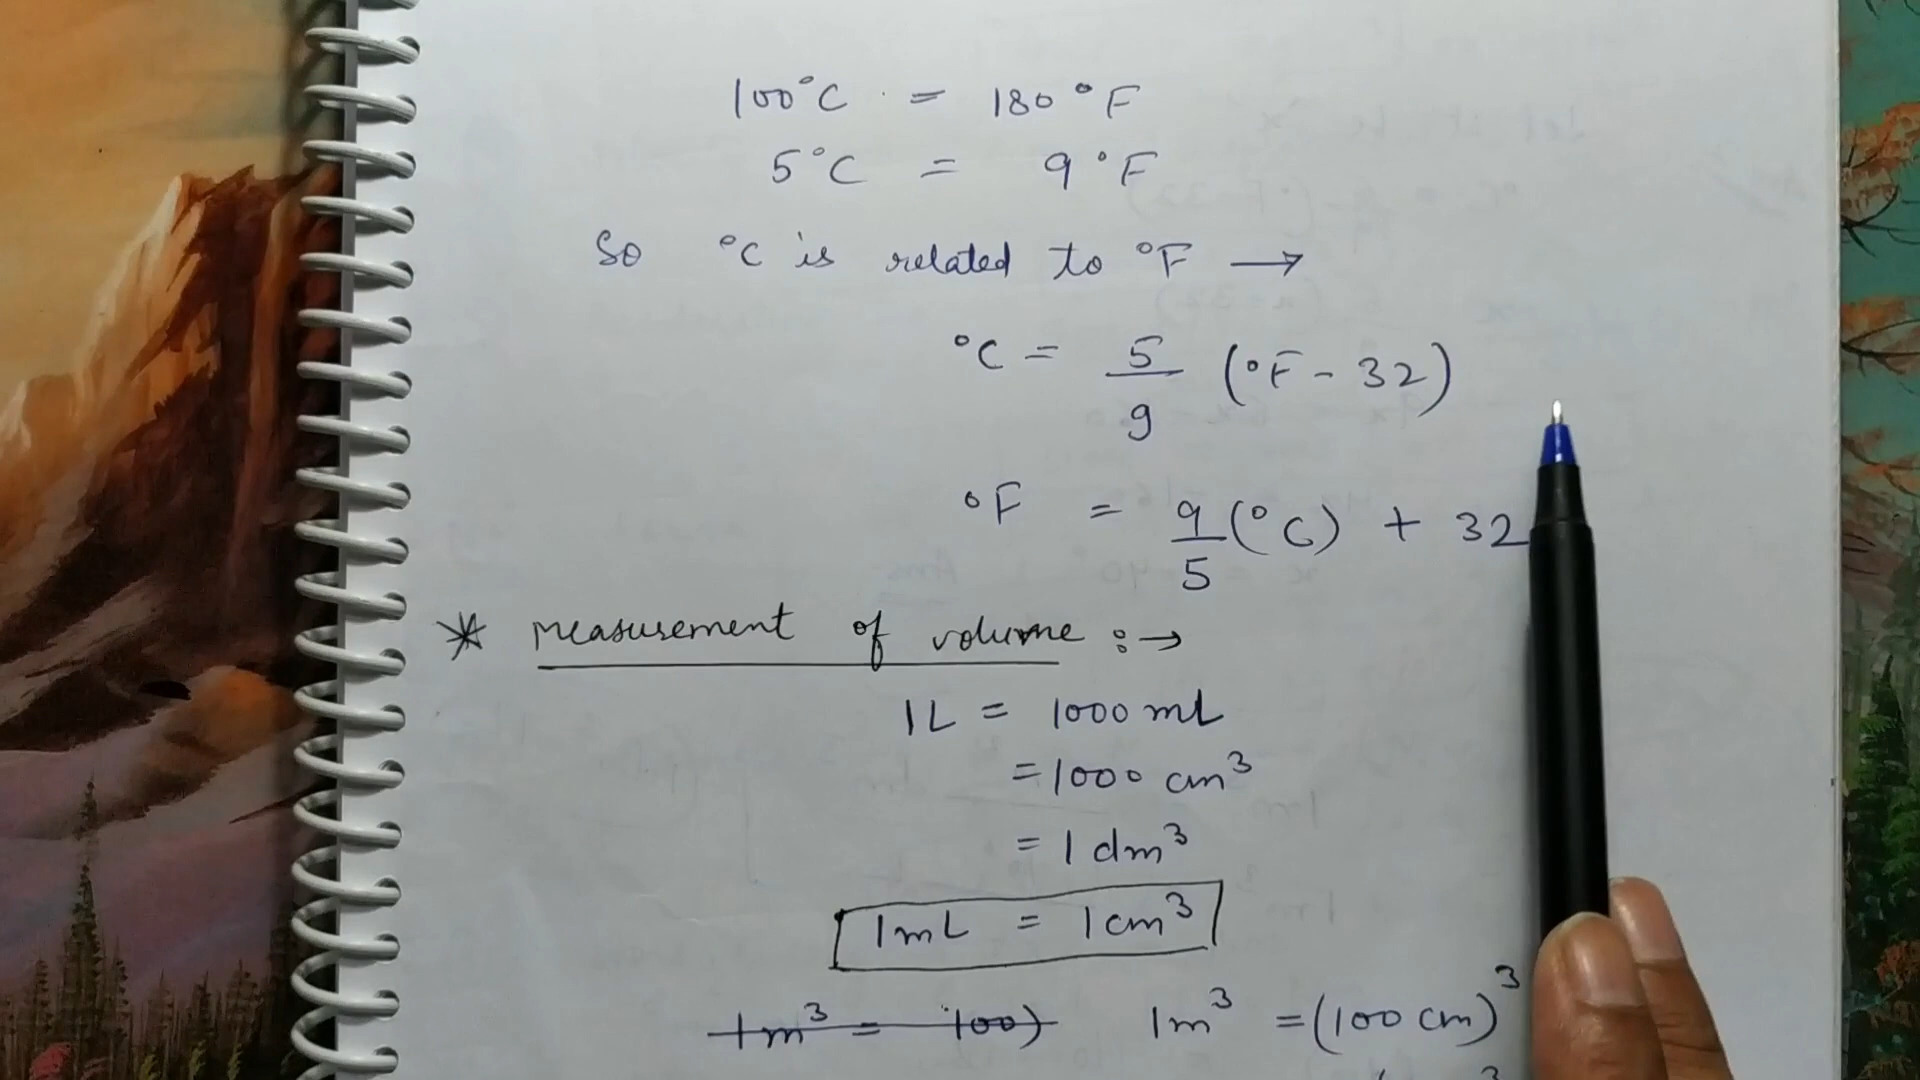 100°C = 180°F
5°C = 9°F
So °C is related to °F →
°C = 5/9 (°F - 32)
°F = 9/5 (°C) + 32
* Measurement of volume :→
1L = 1000 mL
= 1000 cm³
= 1 dm³
1mL = 1cm³
1m³ = 100) 1m³ = (100 cm)³